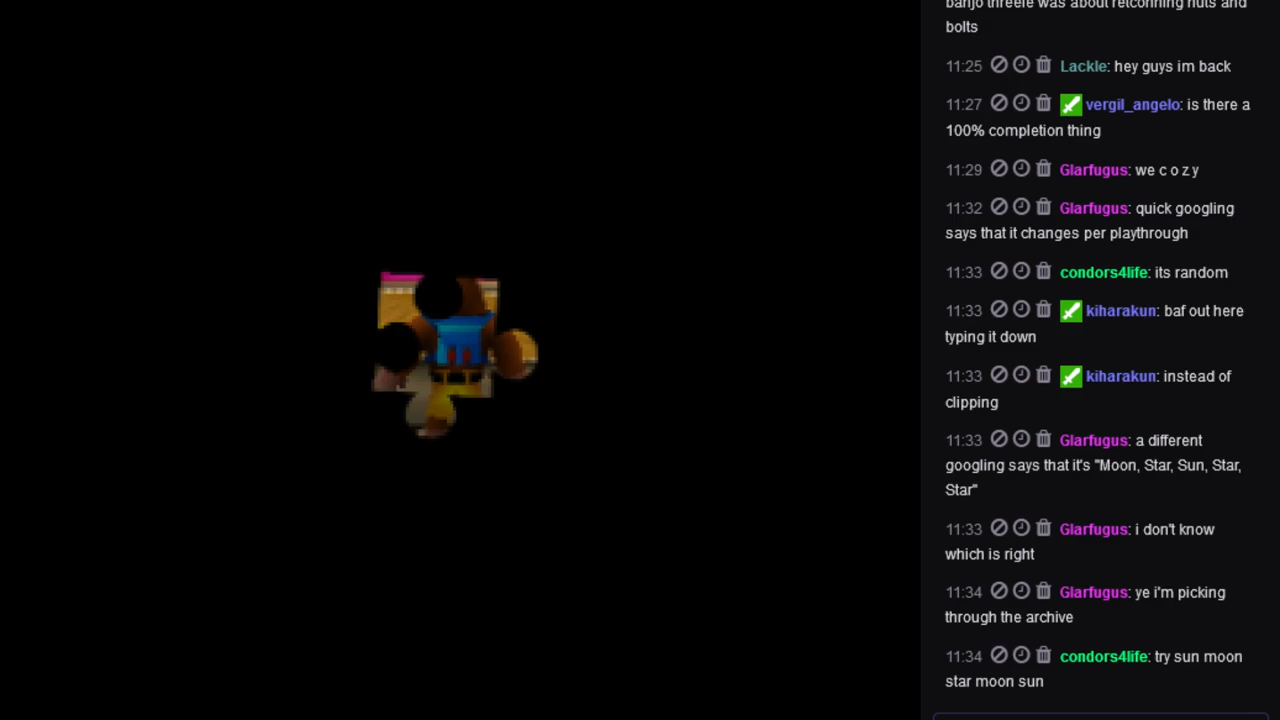 banjo threeie was about retconning nuts and
bolts
11:25 Lackle: hey guys im back
11:27 vergil_angelo: is there a
100% completion thing
11:29 Glarfugus: we c o z y
11:32 Glarfugus: quick googling
says that it changes per playthrough
11:33 condors4life: its random
11:33 kiharakun: baf out here
typing it down
11:33 kiharakun: instead of
clipping
11:33 Glarfugus: a different
googling says that it's "Moon, Star, Sun, Star,
Star"
11:33 Glarfugus: i don't know
which is right
11:34 Glarfugus: ye i'm picking
through the archive
11:34 condors4life: try sun moon
star moon sun